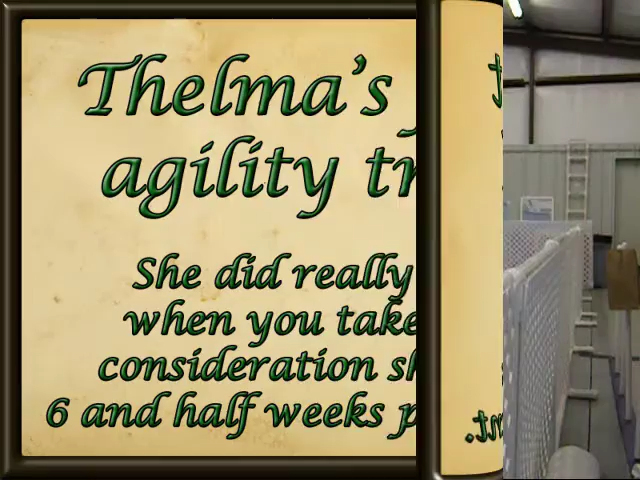 Thelma's
agility tr
She did really
when you take
consideration sh
6 and half weeks p